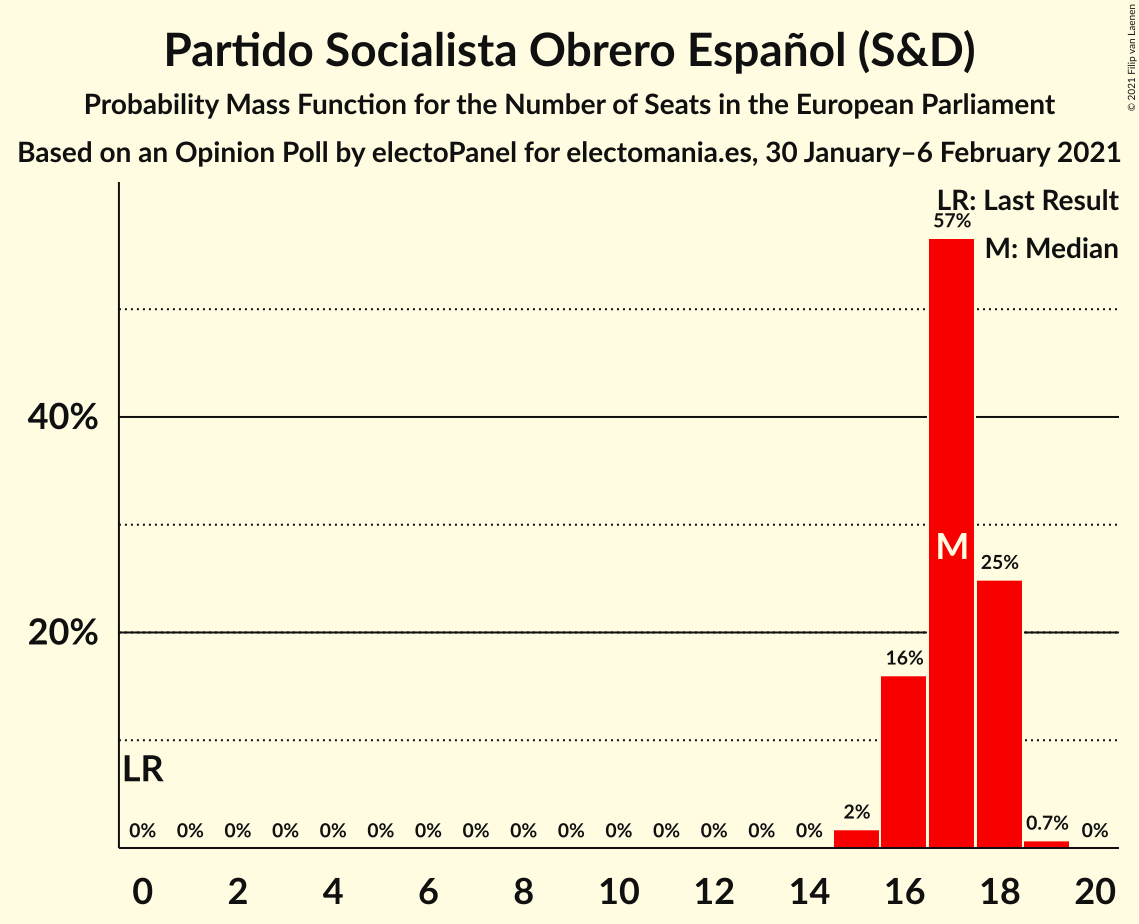 Partido Socialista Obrero Español (S&D)
Probability Mass Function for the Number of Seats in the European Parliament
Based on an Opinion Poll by electoPanel for electomania.es, 30 January–6 February 2021
© 2021 Filip van Laenen
LR: Last Result
M: Median
57%
40%
M
25%
20%
16%
LR
0% 0% 0% 0% 0% 0% 0% 0% 0% 0% 0% 0% 0% 0% 0% 2% 0.7% 0%
0 2 4 6 8 10 12 14 16 18 20